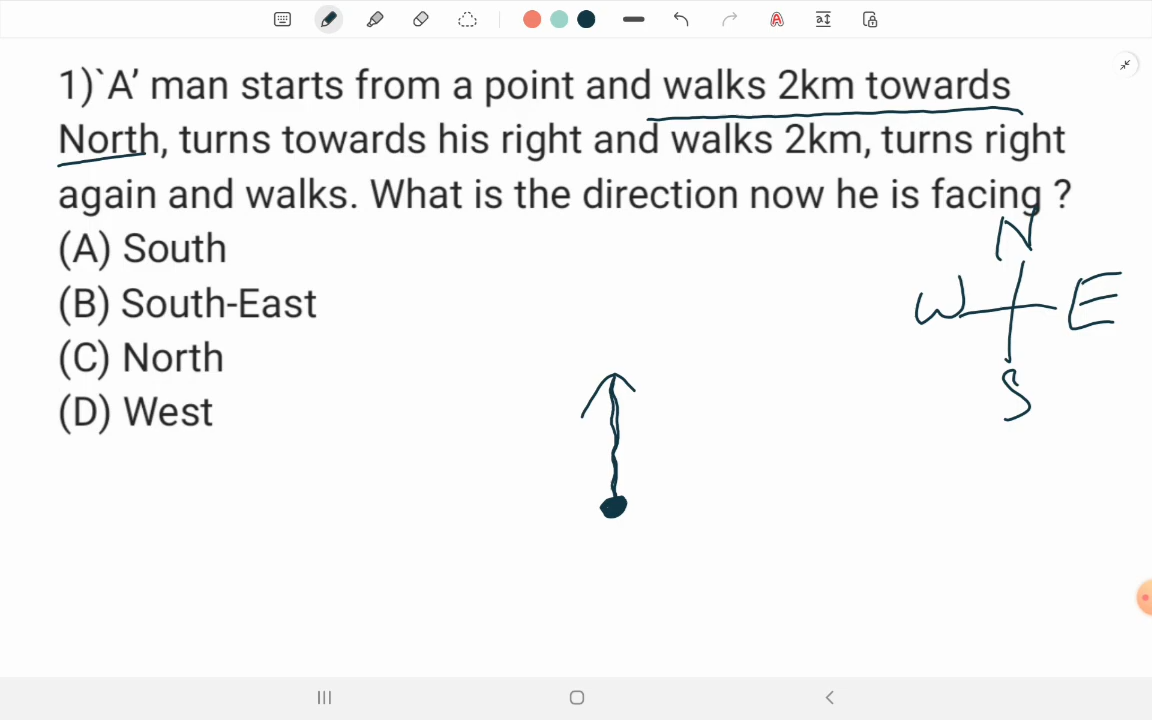 1)`A’ man starts from a point and walks 2km towards
North, turns towards his right and walks 2km, turns right
again and walks. What is the direction now he is facing ?
(A) South
(B) South-East
(C) North
(D) West
N
W E
S